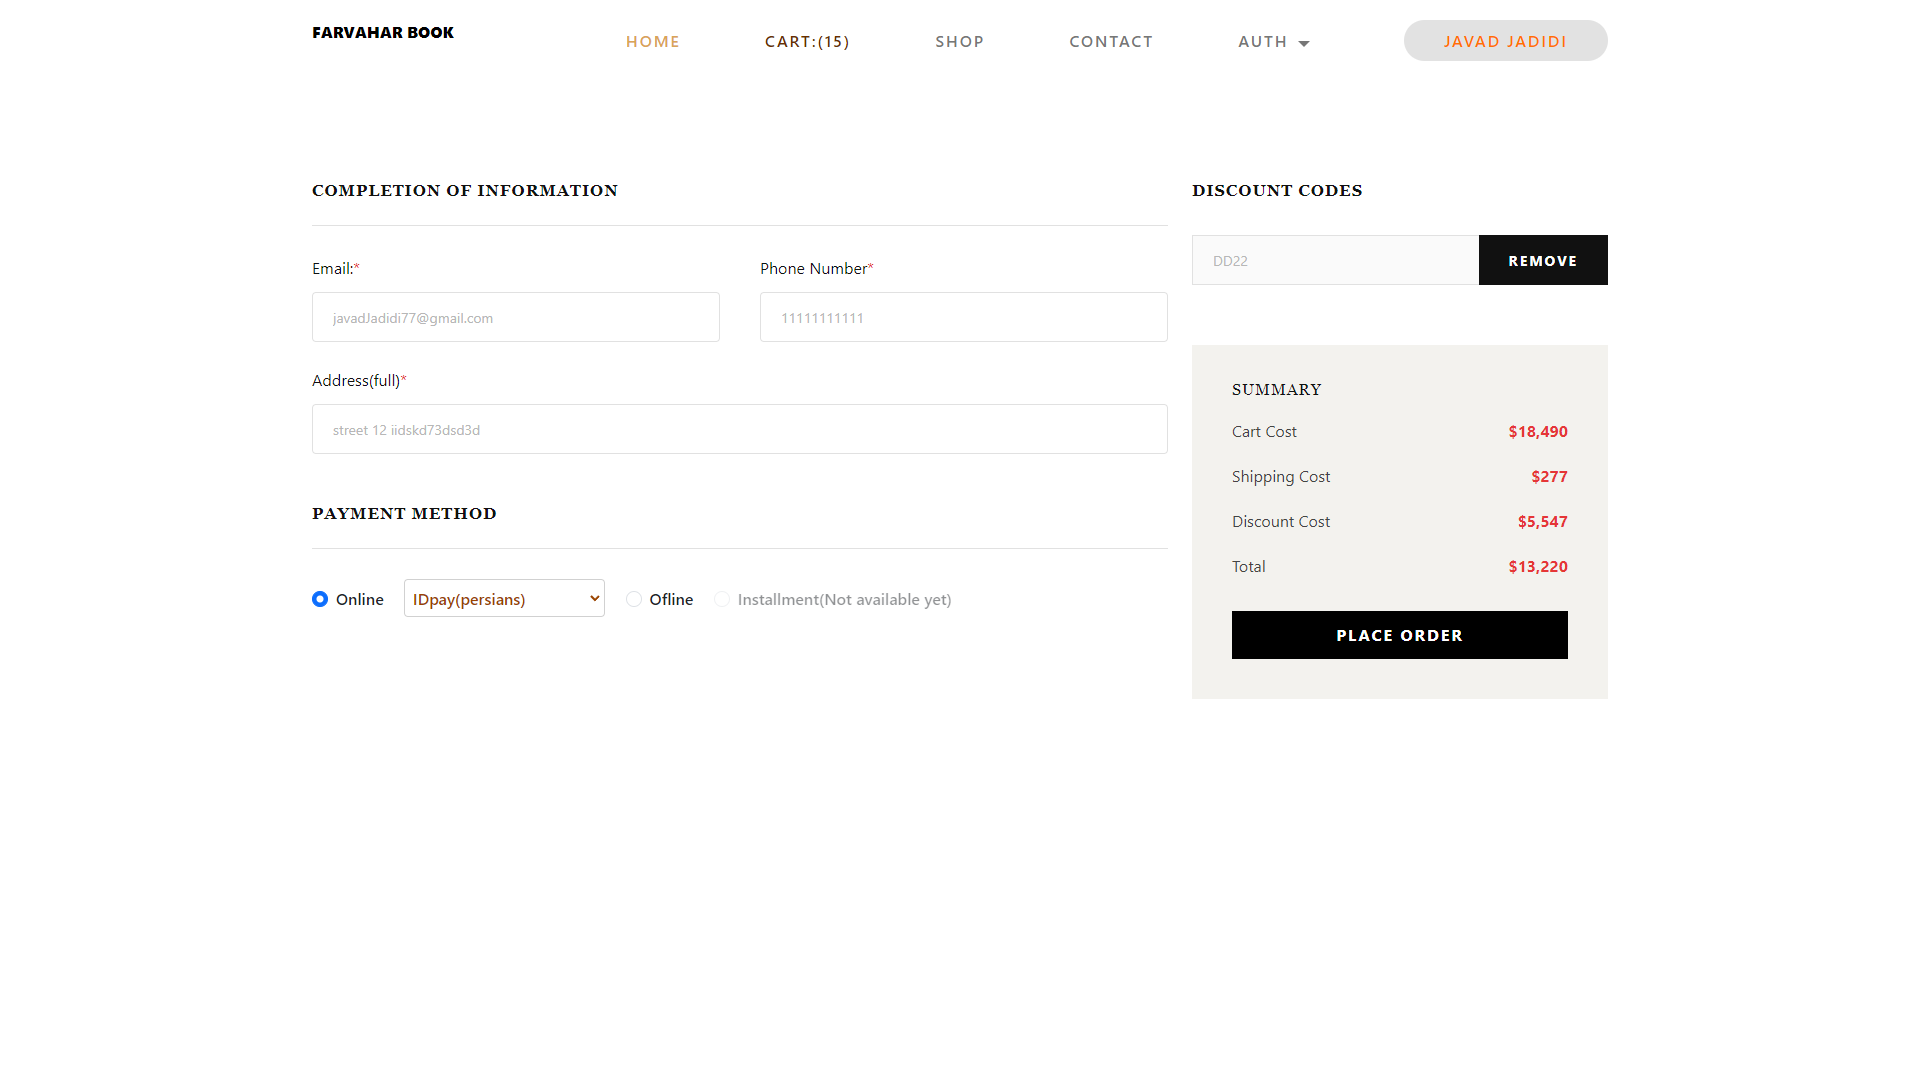 FARVAHAR BOOK
HOME CART:(15) SHOP CONTACT AUTH JAVAD JADIDI
COMPLETION OF INFORMATION
Email:*
Phone Number*
javadJadidi77@gmail.com
11111111111
Address(full)*
street 12 iidskd73dsd3d
PAYMENT METHOD
Online IDpay(persians) Ofline Installment(Not available yet)
DISCOUNT CODES
DD22 REMOVE
SUMMARY
Cart Cost $18,490
Shipping Cost $277
Discount Cost $5,547
Total $13,220
PLACE ORDER